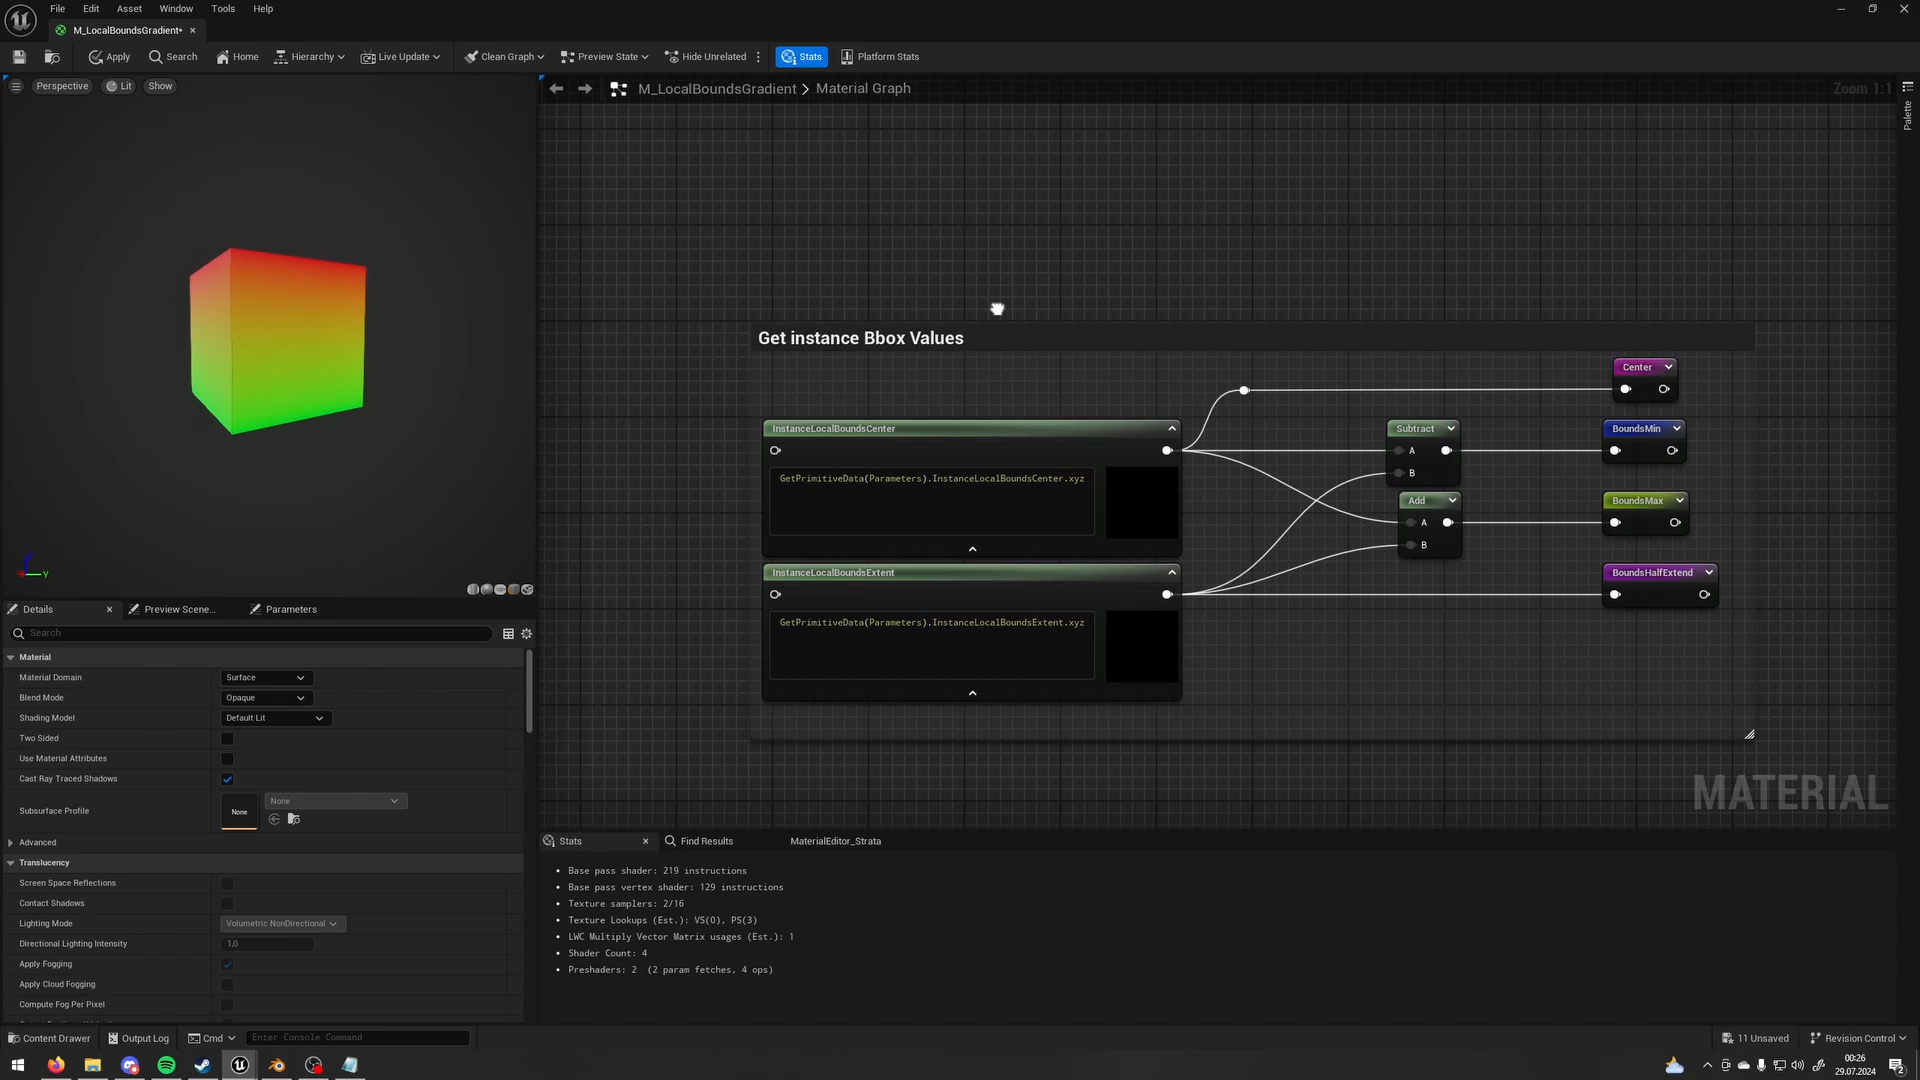 File Edit Asset Window Tools Help
M_LocalBoundsGradient•
Apply Search Home Hierarchy Live Update Clean Graph Preview State Hide Unrelated Stats Platform Stats
Perspective Lit Show
M_LocalBoundsGradient > Material Graph
Zoom 1:1
Palette
Get instance Bbox Values
Center
InstanceLocalBoundsCenter
GetPrimitiveData(Parameters).InstanceLocalBoundsCenter.xyz
Subtract
A
B
BoundsMin
Add
A
B
BoundsMax
InstanceLocalBoundsExtent
GetPrimitiveData(Parameters).InstanceLocalBoundsExtent.xyz
BoundsHalfExtend
MATERIAL
Y
Details Preview Scene... Parameters
Search
Material
Material Domain Surface
Blend Mode Opaque
Shading Model Default Lit
Two Sided
Use Material Attributes
Cast Ray Traced Shadows
Subsurface Profile None None
Advanced
Translucency
Screen Space Reflections
Contact Shadows
Lighting Mode Volumetric NonDirectional
Directional Lighting Intensity 1,0
Apply Fogging
Apply Cloud Fogging
Compute Fog Per Pixel
Stats Find Results MaterialEditor_Strata
• Base pass shader: 219 instructions
• Base pass vertex shader: 129 instructions
• Texture samplers: 2/16
• Texture Lookups (Est.): VS(0), PS(3)
• LWC Multiply Vector Matrix usages (Est.): 1
• Shader Count: 4
• Preshaders: 2 (2 param fetches, 4 ops)
Content Drawer Output Log Cmd Enter Console Command 11 Unsaved Revision Control
00:26
29.07.2024
2